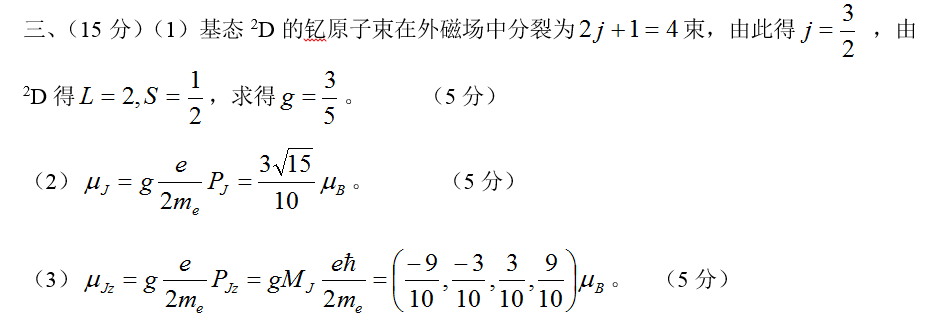 三、（15 分）（1）基态 ²D 的钇原子束在外磁场中分裂为 $2j+1=4$ 束，由此得 $j=\frac{3}{2}$ ，由
²D 得 $L=2,S=\frac{1}{2}$，求得 $g=\frac{3}{5}$。 （5 分）
（2）$\mu_J=g\frac{e}{2m_e}P_J=\frac{3\sqrt{15}}{10}\mu_B$。 （5 分）
（3）$\mu_{Jz}=g\frac{e}{2m_e}P_{Jz}=gM_J\frac{e\hbar}{2m_e}=\left(\frac{-9}{10},\frac{-3}{10},\frac{3}{10},\frac{9}{10}\right)\mu_B$。 （5 分）